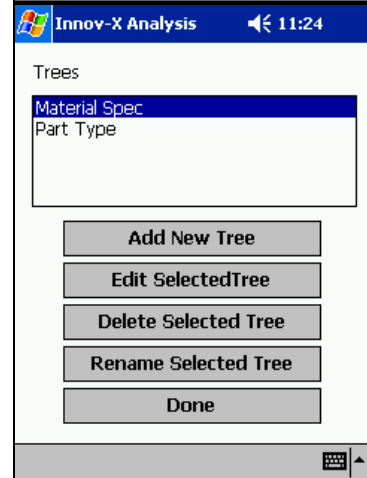 Innov-X Analysis 11:24
Trees
Material Spec
Part Type
Add New Tree
Edit SelectedTree
Delete Selected Tree
Rename Selected Tree
Done